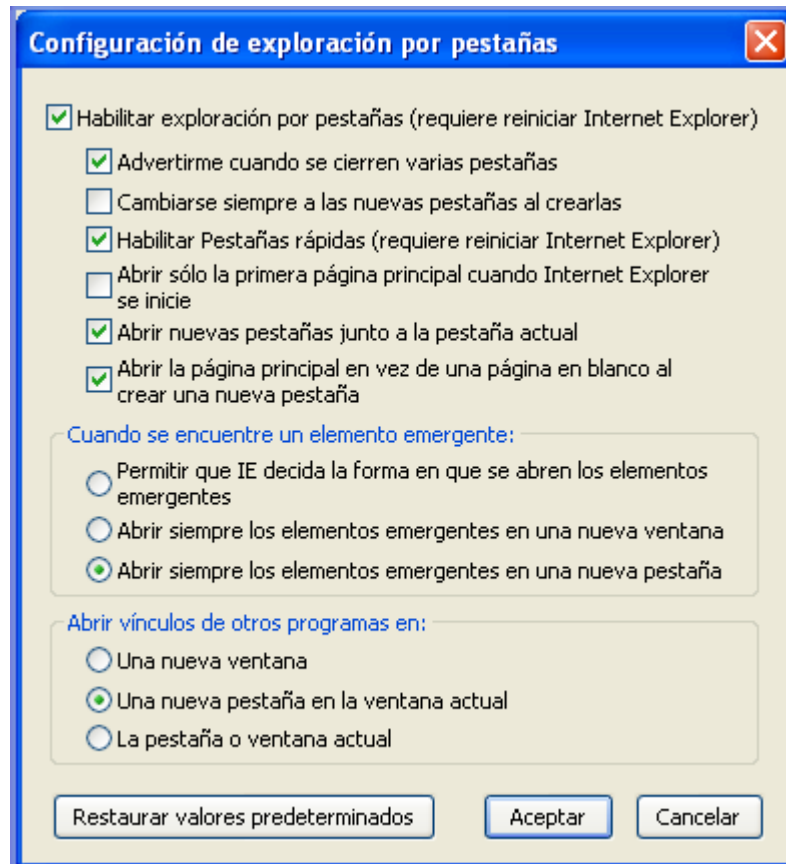 Configuración de exploración por pestañas
Habilitar exploración por pestañas (requiere reiniciar Internet Explorer)
Advertirme cuando se cierren varias pestañas
Cambiarse siempre a las nuevas pestañas al crearlas
Habilitar Pestañas rápidas (requiere reiniciar Internet Explorer)
Abrir sólo la primera página principal cuando Internet Explorer
se inicie
Abrir nuevas pestañas junto a la pestaña actual
Abrir la página principal en vez de una página en blanco al
crear una nueva pestaña
Cuando se encuentre un elemento emergente:
Permitir que IE decida la forma en que se abren los elementos
emergentes
Abrir siempre los elementos emergentes en una nueva ventana
Abrir siempre los elementos emergentes en una nueva pestaña
Abrir vínculos de otros programas en:
Una nueva ventana
Una nueva pestaña en la ventana actual
La pestaña o ventana actual
Restaurar valores predeterminados
Aceptar
Cancelar